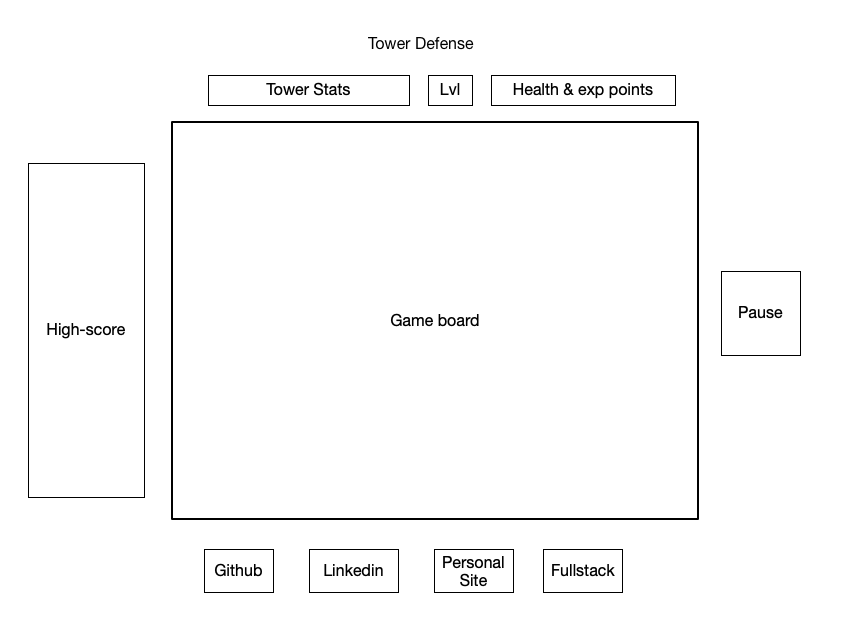 Tower Defense
Tower Stats
Lvl
Health & exp points
High-score
Game board
Pause
Github
Linkedin
Personal
Site
Fullstack